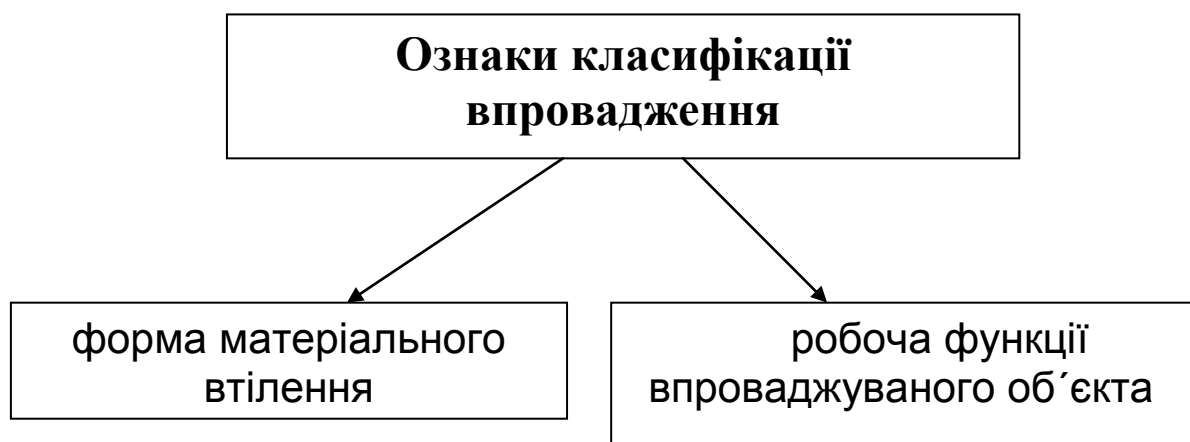 Ознаки класифікації
впровадження
форма матеріального
втілення
робоча функції
впроваджуваного об´єкта